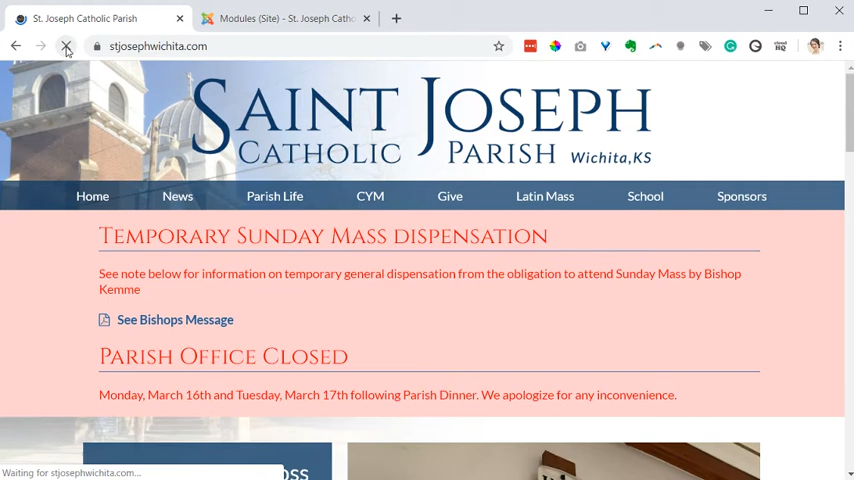 St. Joseph Catholic Parish
Modules (Site) - St. Joseph Catho
stjosephwichita.com
SAINT JOSEPH
CATHOLIC PARISH Wichita,KS
Home News Parish Life CYM Give Latin Mass School Sponsors
TEMPORARY SUNDAY MASS DISPENSATION
See note below for information on temporary general dispensation from the obligation to attend Sunday Mass by Bishop
Kemme
See Bishops Message
PARISH OFFICE CLOSED
Monday, March 16th and Tuesday, March 17th following Parish Dinner. We apologize for any inconvenience.
Waiting for stjosephwichita.com...